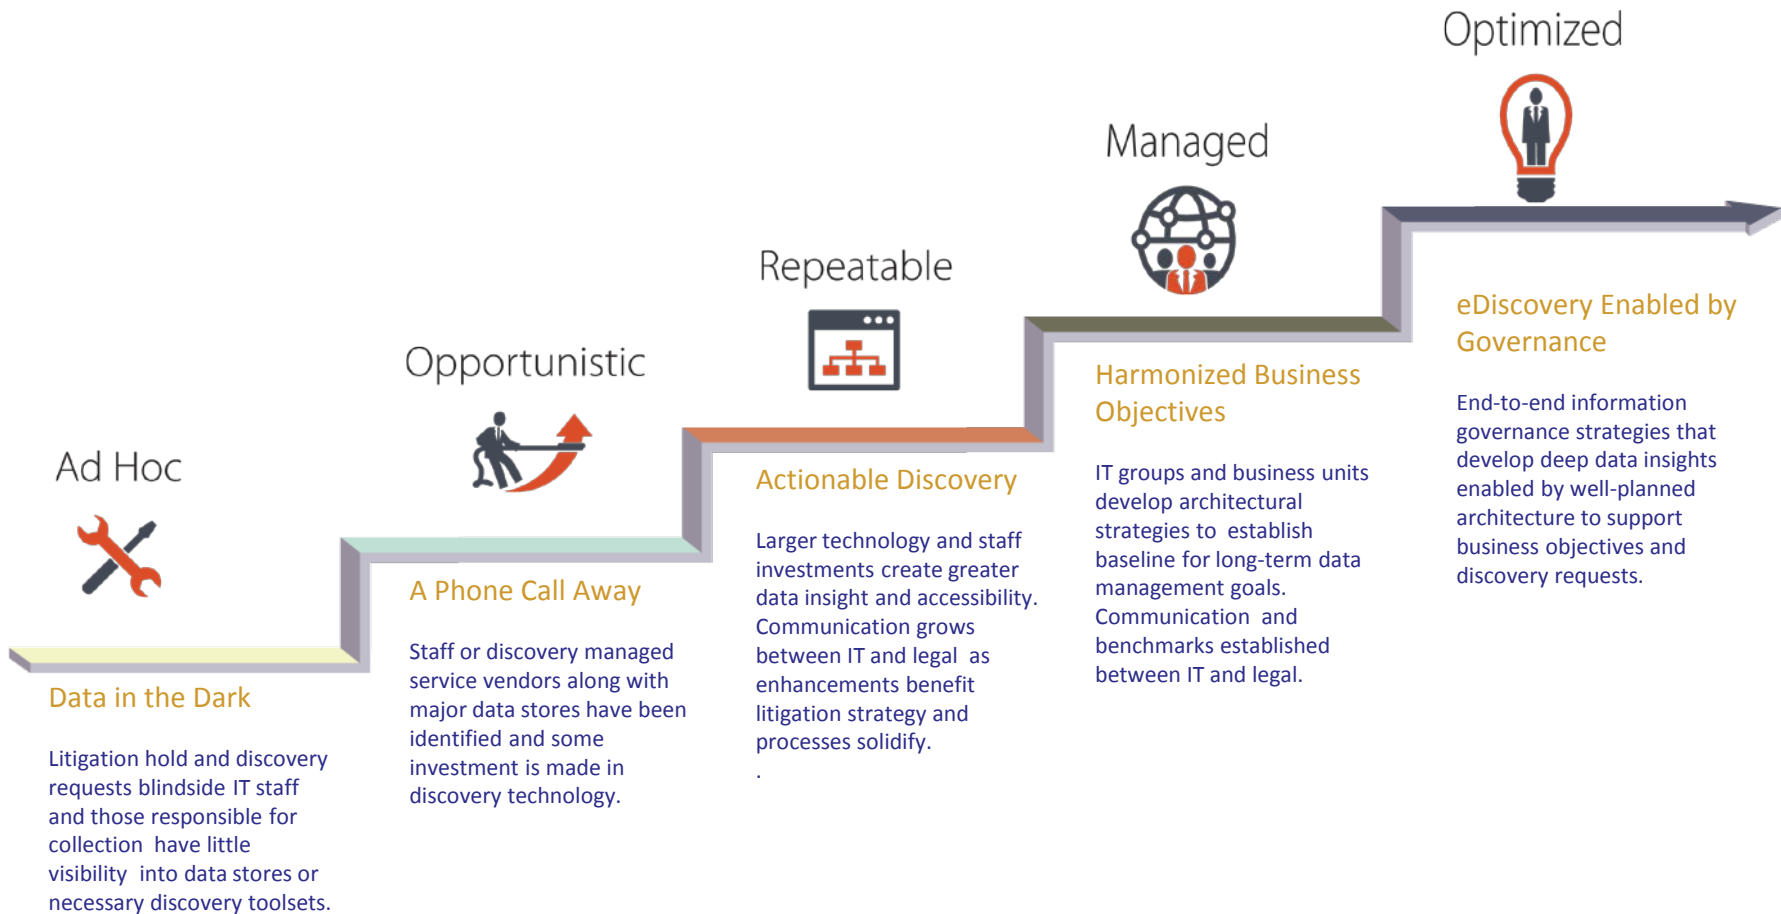 Ad Hoc
Data in the Dark
Litigation hold and discovery
requests blindside IT staff
and those responsible for
collection have little
visibility into data stores or
necessary discovery toolsets.
Opportunistic
A Phone Call Away
Staff or discovery managed
service vendors along with
major data stores have been
identified and some
investment is made in
discovery technology.
Repeatable
Actionable Discovery
Larger technology and staff
investments create greater
data insight and accessibility.
Communication grows
between IT and legal as
enhancements benefit
litigation strategy and
processes solidify.
.
Managed
Harmonized Business
Objectives
IT groups and business units
develop architectural
strategies to establish
baseline for long-term data
management goals.
Communication and
benchmarks established
between IT and legal.
Optimized
eDiscovery Enabled by
Governance
End-to-end information
governance strategies that
develop deep data insights
enabled by well-planned
architecture to support
business objectives and
discovery requests.